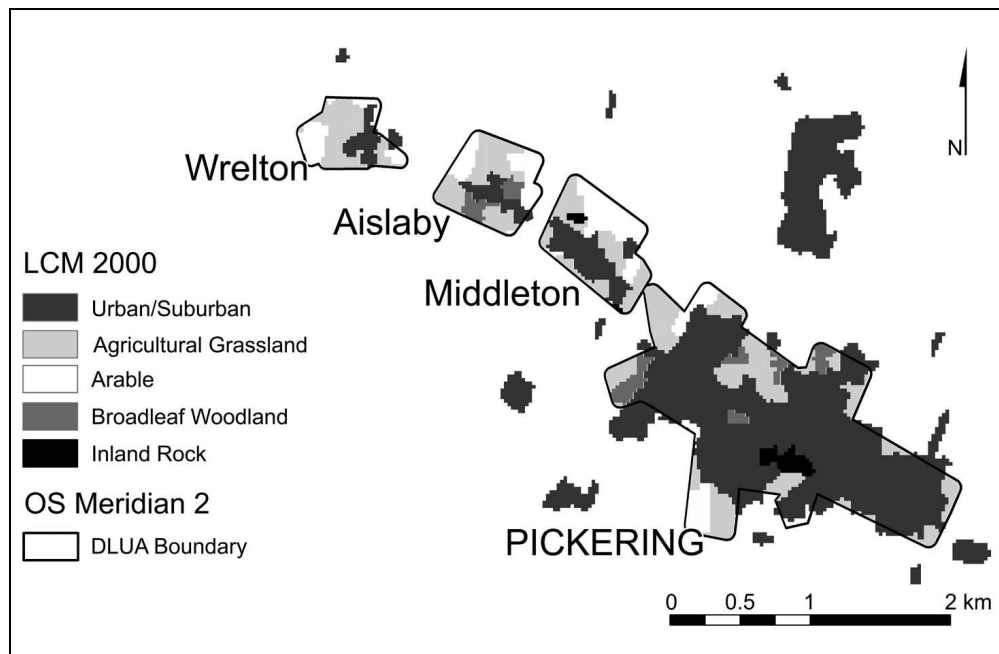 N
Wrelton
Aislaby
Middleton
PICKERING
LCM 2000
Urban/Suburban
Agricultural Grassland
Arable
Broadleaf Woodland
Inland Rock
OS Meridian 2
DLUA Boundary
0 0.5 1 2 km